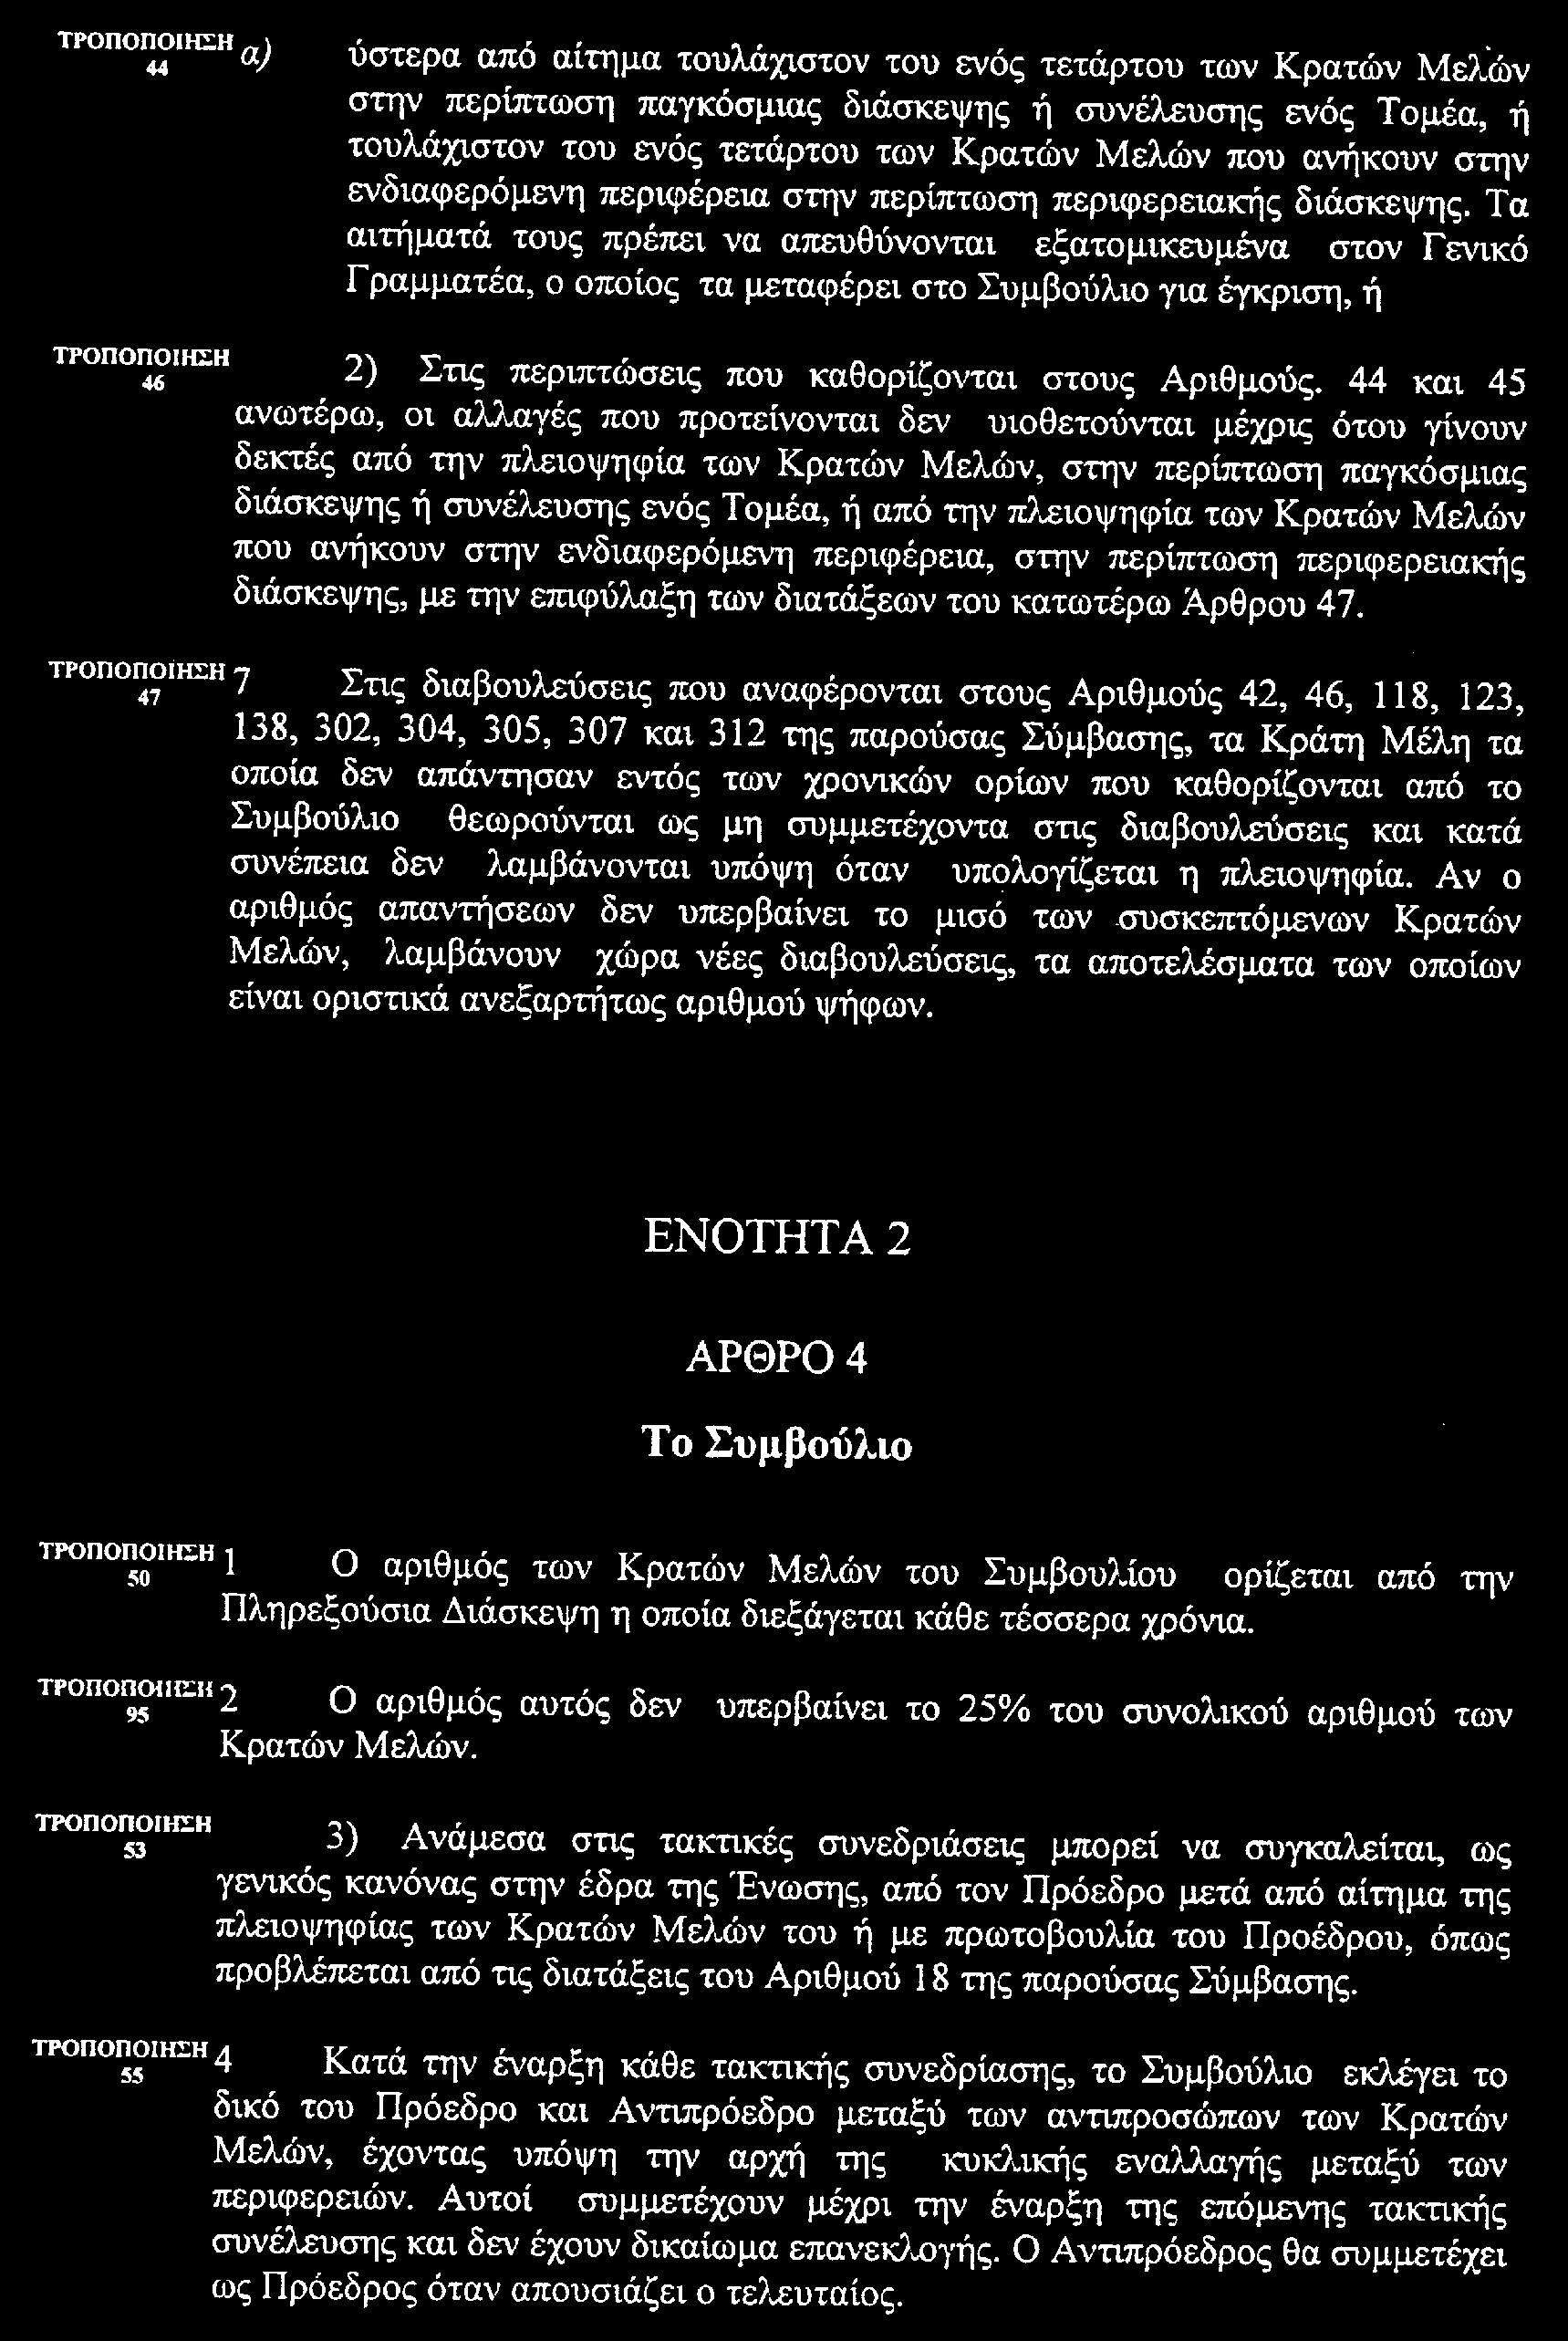 ΤΡΟΠΟΠΟΙΗΣΗ α) ύστερα από αίτημα τουλάχιστον του ενός τετάρτου των Κρατών Μελών
44
στην περίπτωση παγκόσμιας διάσκεψης ή συνέλευσης ενός Τομέα, ή
τουλάχιστον του ενός τετάρτου των Κρατών Μελών που ανήκουν στην
ενδιαφερόμενη περιφέρεια στην περίπτωση περιφερειακής διάσκεψης. Τα
αιτήματά τους πρέπει να απευθύνονται εξατομικευμένα στον Γενικό
Γραμματέα, ο οποίος τα μεταφέρει στο Συμβούλιο για έγκριση, ή
ΤΡΟΠΟΠΟΙΗΣΗ 2) Στις περιπτώσεις που καθορίζονται στους Αριθμούς. 44 και 45
46
ανωτέρω, οι αλλαγές που προτείνονται δεν υιοθετούνται μέχρις ότου γίνουν
δεκτές από την πλειοψηφία των Κρατών Μελών, στην περίπτωση παγκόσμιας
διάσκεψης ή συνέλευσης ενός Τομέα, ή από την πλειοψηφία των Κρατών Μελών
που ανήκουν στην ενδιαφερόμενη περιφέρεια, στην περίπτωση περιφερειακής
διάσκεψης, με την επιφύλαξη των διατάξεων του κατωτέρω Άρθρου 47.
ΤΡΟΠΟΠΟΙΗΣΗ 7 Στις διαβουλεύσεις που αναφέρονται στους Αριθμούς 42, 46, 118, 123,
47
138, 302, 304, 305, 307 και 312 της παρούσας Σύμβασης, τα Κράτη Μέλη τα
οποία δεν απάντησαν εντός των χρονικών ορίων που καθορίζονται από το
Συμβούλιο θεωρούνται ως μη συμμετέχοντα στις διαβουλεύσεις και κατά
συνέπεια δεν λαμβάνονται υπόψη όταν υπολογίζεται η πλειοψηφία. Αν ο
αριθμός απαντήσεων δεν υπερβαίνει το μισό των συσκεπτόμενων Κρατών
Μελών, λαμβάνουν χώρα νέες διαβουλεύσεις, τα αποτελέσματα των οποίων
είναι οριστικά ανεξαρτήτως αριθμού ψήφων.
ΕΝΟΤΗΤΑ 2
ΑΡΘΡΟ 4
Το Συμβούλιο
ΤΡΟΠΟΠΟΙΗΣΗ 1 Ο αριθμός των Κρατών Μελών του Συμβουλίου ορίζεται από την
50
Πληρεξούσια Διάσκεψη η οποία διεξάγεται κάθε τέσσερα χρόνια.
ΤΡΟΠΟΠΟΙΗΣΗ 2 Ο αριθμός αυτός δεν υπερβαίνει το 25% του συνολικού αριθμού των
95
Κρατών Μελών.
ΤΡΟΠΟΠΟΙΗΣΗ 3) Ανάμεσα στις τακτικές συνεδριάσεις μπορεί να συγκαλείται, ως
53
γενικός κανόνας στην έδρα της Ένωσης, από τον Πρόεδρο μετά από αίτημα της
πλειοψηφίας των Κρατών Μελών του ή με πρωτοβουλία του Προέδρου, όπως
προβλέπεται από τις διατάξεις του Αριθμού 18 της παρούσας Σύμβασης.
ΤΡΟΠΟΠΟΙΗΣΗ 4 Κατά την έναρξη κάθε τακτικής συνεδρίασης, το Συμβούλιο εκλέγει το
55
δικό του Πρόεδρο και Αντιπρόεδρο μεταξύ των αντιπροσώπων των Κρατών
Μελών, έχοντας υπόψη την αρχή της κυκλικής εναλλαγής μεταξύ των
περιφερειών. Αυτοί συμμετέχουν μέχρι την έναρξη της επόμενης τακτικής
συνέλευσης και δεν έχουν δικαίωμα επανεκλογής. Ο Αντιπρόεδρος θα συμμετέχει
ως Πρόεδρος όταν απουσιάζει ο τελευταίος.